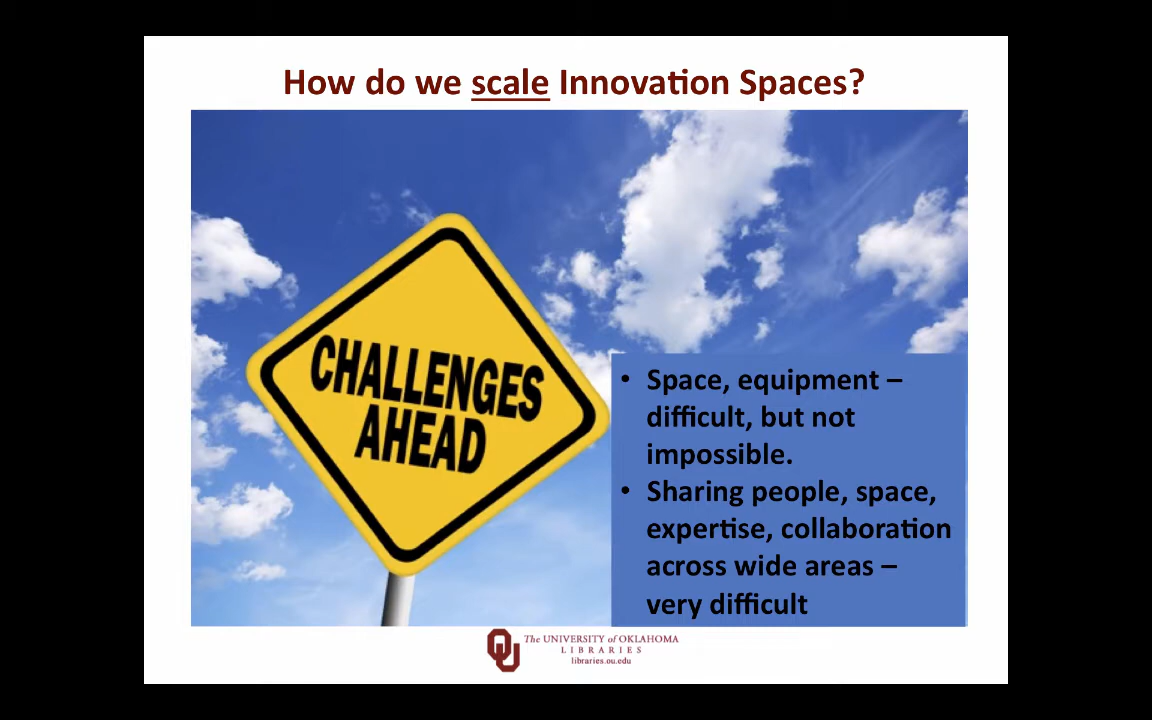 How do we scale Innovation Spaces?
CHALLENGES
AHEAD
• Space, equipment –
difficult, but not
impossible.
• Sharing people, space,
expertise, collaboration
across wide areas –
very difficult
OU
The UNIVERSITY of OKLAHOMA
LIBRARIES
libraries.ou.edu